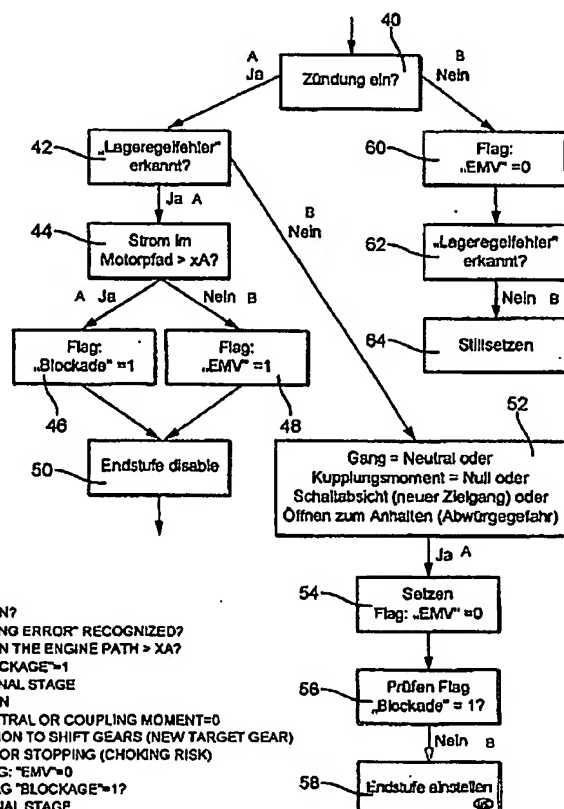 40
A
Ja
Zündung ein?
B
Nein
42
„Lageregelfehler"
erkannt?
60
Flag:
„EMV" =0
Ja A
B
Nein
44
Strom im
Motorpfad > xA?
62
„Lageregelfehler"
erkannt?
A Ja
Nein B
Nein B
Flag:
„Blockade" =1
Flag:
„EMV" =1
64
Stillsetzen
46
48
52
50
Endstufe disable
Gang = Neutral oder
Kupplungsmoment = Null oder
Schaltabsicht (neuer Zielgang) oder
Öffnen zum Anhalten (Abwürgegefahr)
Ja A
54
Setzen
Flag: „EMV" =0
56
Prüfen Flag
„Blockade" = 1?
Nein B
58
Endstufe einstellen
N?
NG ERROR" RECOGNIZED?
N THE ENGINE PATH > XA?
OCKAGE"=1
NAL STAGE
N
TRAL OR COUPLING MOMENT=0
ION TO SHIFT GEARS (NEW TARGET GEAR)
OR STOPPING (CHOKING RISK)
G: "EMV"=0
AG "BLOCKAGE"=1?
NAL STAGE